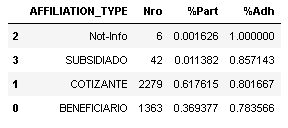 AFFILIATION_TYPE Nro %Part %Adh
2 Not-Info 6 0.001626 1.000000
3 SUBSIDIADO 42 0.011382 0.857143
1 COTIZANTE 2279 0.617615 0.801667
0 BENEFICIARIO 1363 0.369377 0.783566